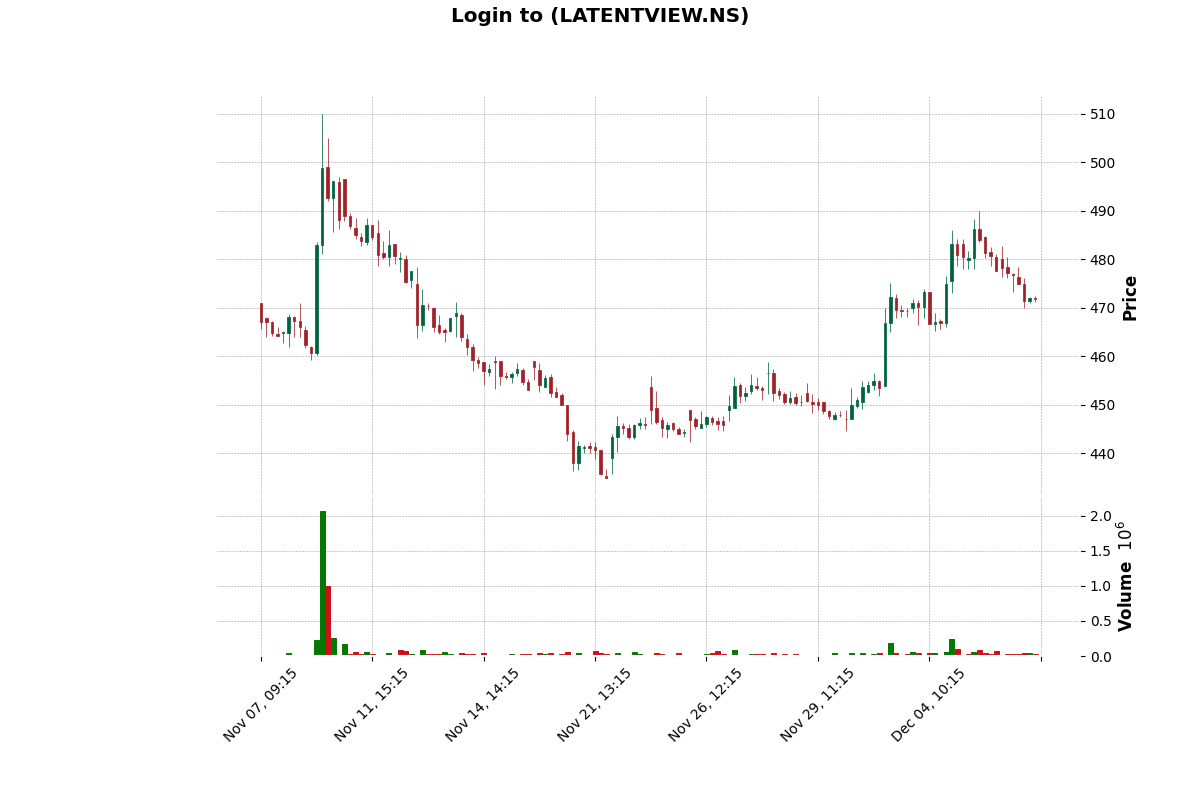 Login to (LATENTVIEW.NS)
510
500
490
480
470
460
450
440
Price
2.0
1.5
1.0
0.5
0.0
Volume 10^6
Nov 07, 09:15
Nov 11, 15:15
Nov 14, 14:15
Nov 21, 13:15
Nov 26, 12:15
Nov 29, 11:15
Dec 04, 10:15